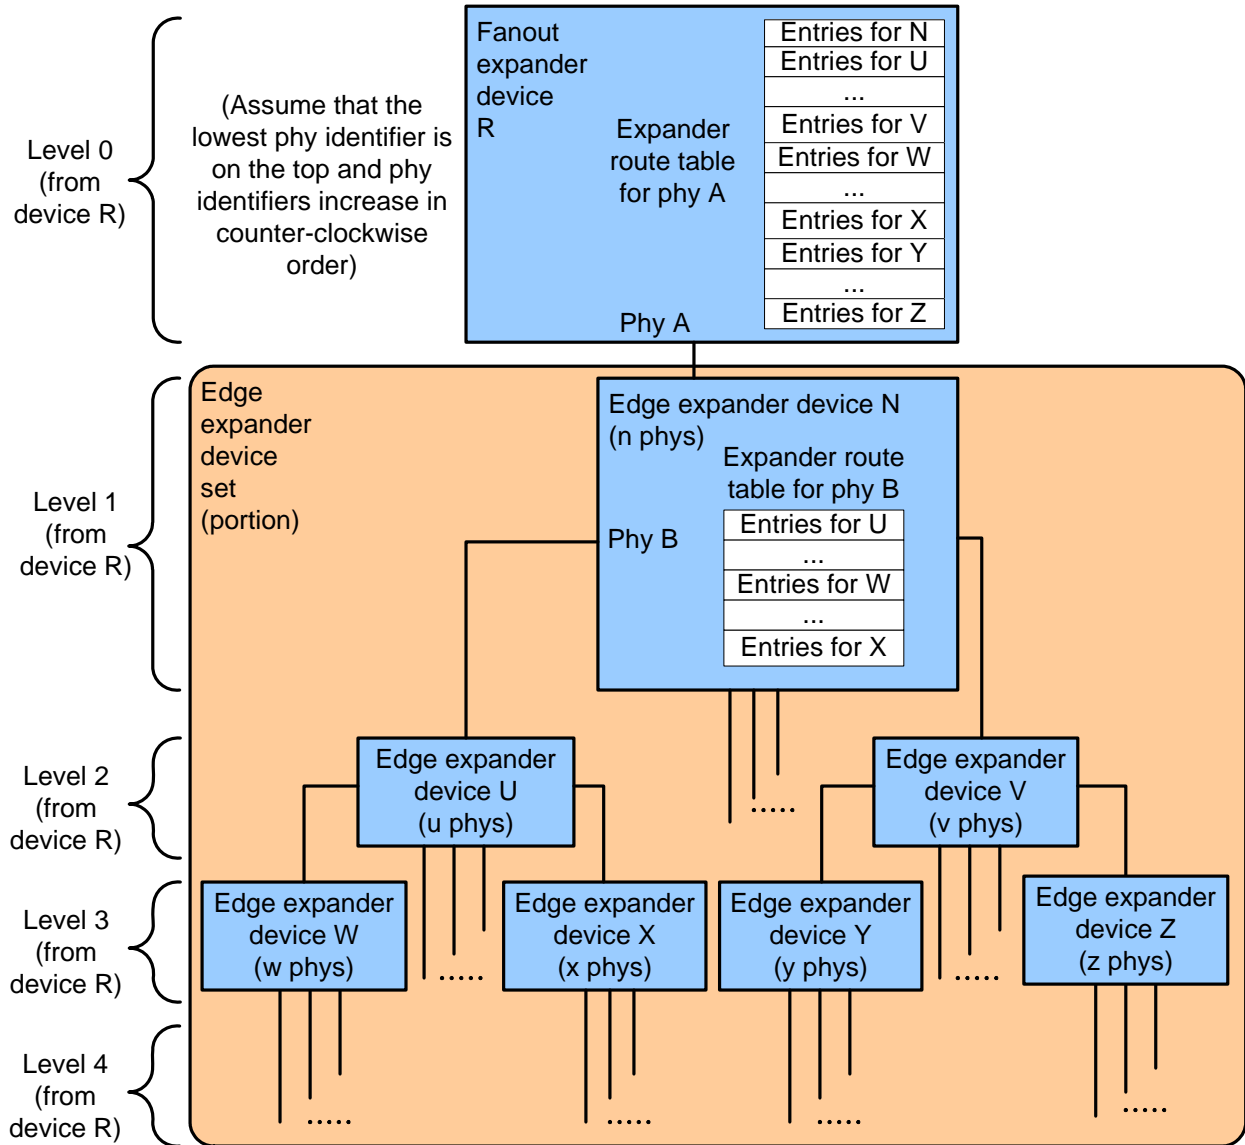 Fanout
expander
device
R
Entries for N
Entries for U
...
Entries for V
Entries for W
...
Entries for X
Entries for Y
...
Entries for Z
Expander
route table
for phy A
Phy A
Level 0
(from
device R)
(Assume that the
lowest phy identifier is
on the top and phy
identifiers increase in
counter-clockwise
order)
Edge
expander
device
set
(portion)
Level 1
(from
device R)
Edge expander device N
(n phys)
Expander route
table for phy B
Phy B
Entries for U
...
Entries for W
...
Entries for X
.....
Level 2
(from
device R)
Edge expander
device U
(u phys)
Edge expander
device V
(v phys)
.....
.....
Level 3
(from
device R)
Edge expander
device W
(w phys)
Edge expander
device X
(x phys)
Edge expander
device Y
(y phys)
Edge expander
device Z
(z phys)
Level 4
(from
device R)
.....
.....
.....
.....